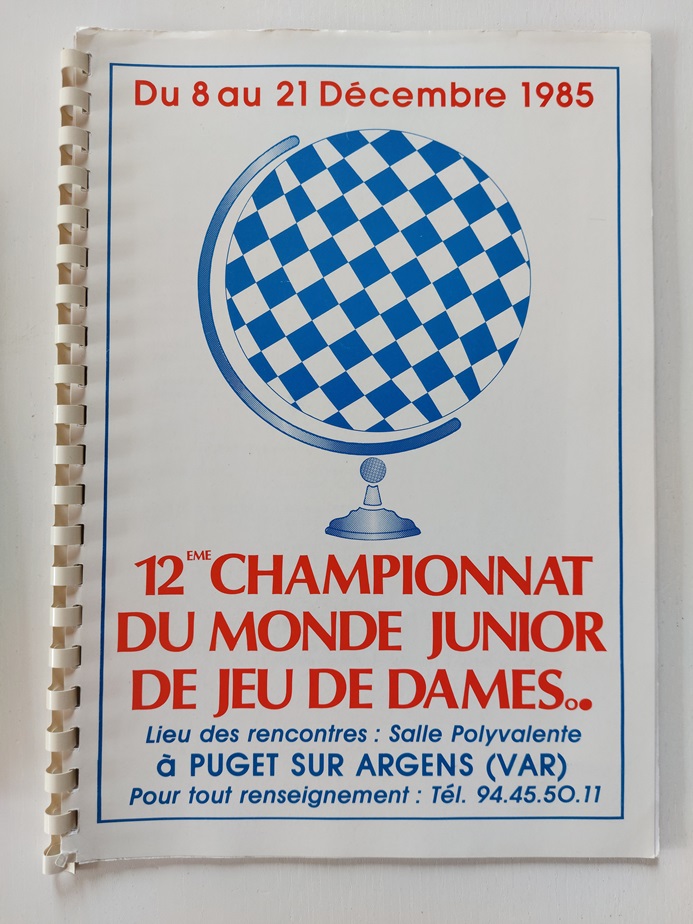 Du 8 au 21 Décembre 1985
12EME CHAMPIONNAT
DU MONDE JUNIOR
DE JEU DE DAMES
Lieu des rencontres : Salle Polyvalente
à PUGET SUR ARGENS (VAR)
Pour tout renseignement : Tél. 94.45.50.11